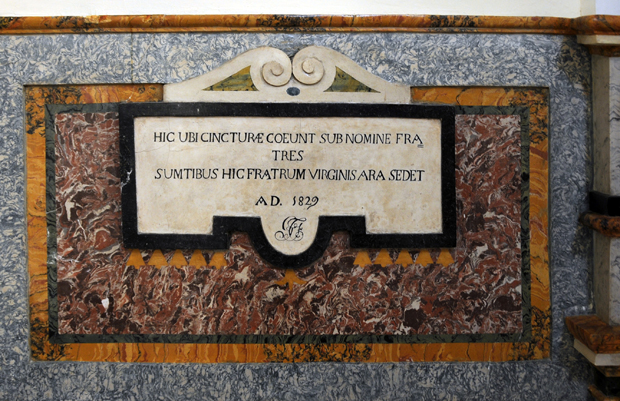 HIC UBI CINCTURÆ COEUNT SUB NOMINE FRA
TRES
SUMTIBUS HIC FRATRUM VIRGINIS ARA SEDET
A D. 1829